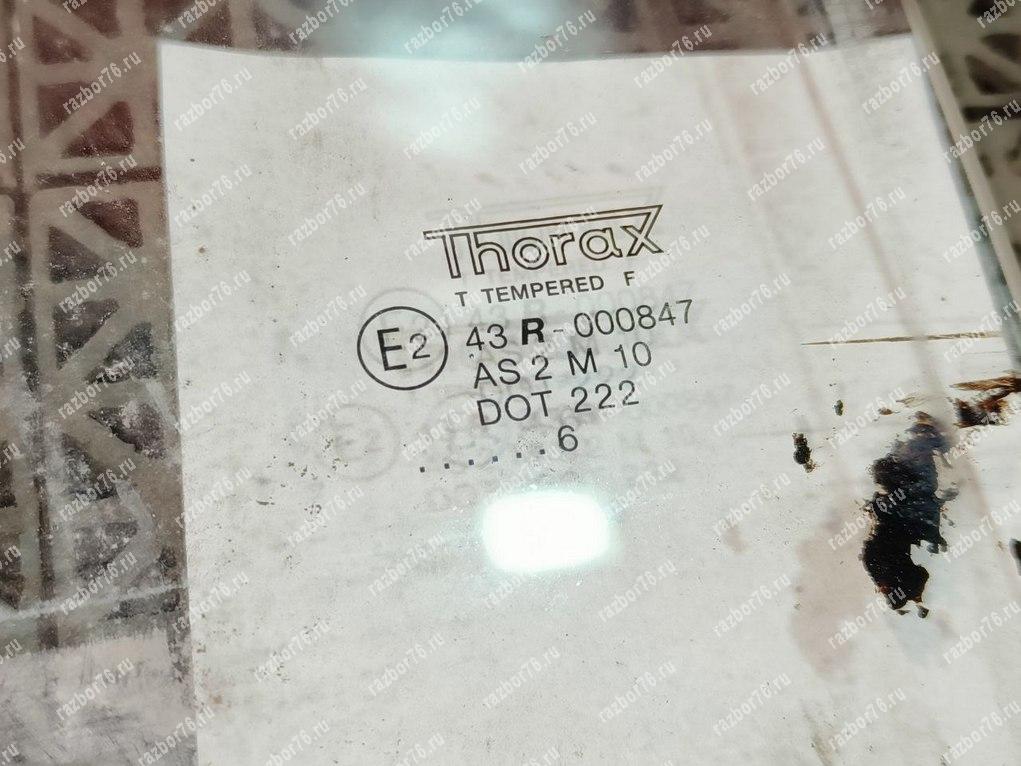 Thorax
T TEMPERED F
E2
43 R-000847
AS 2 M 10
DOT 222
......6
razbor76.ru